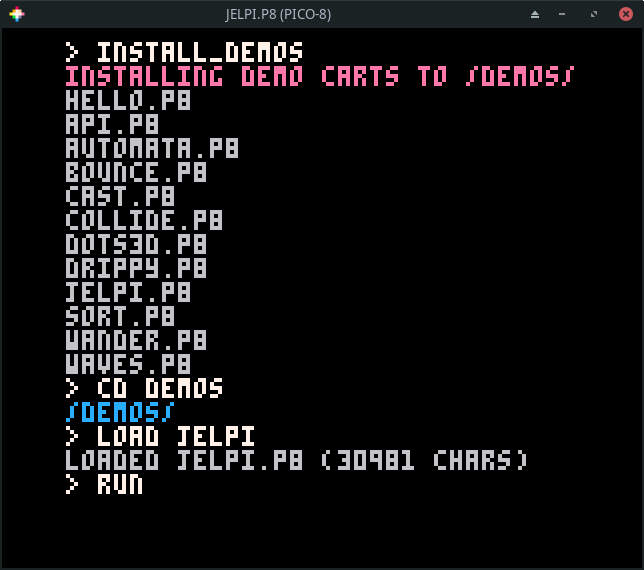 JELPI.P8 (PICO-8)
> INSTALL_DEMOS
INSTALLING DEMO CARTS TO /DEMOS/
HELLO.P8
API.P8
AUTOMATA.P8
BOUNCE.P8
CAST.P8
COLLIDE.P8
DOTS3D.P8
DRIPPY.P8
JELPI.P8
SORT.P8
WANDER.P8
WAVES.P8
> CD DEMOS
/DEMOS/
> LOAD JELPI
LOADED JELPI.P8 (30981 CHARS)
> RUN